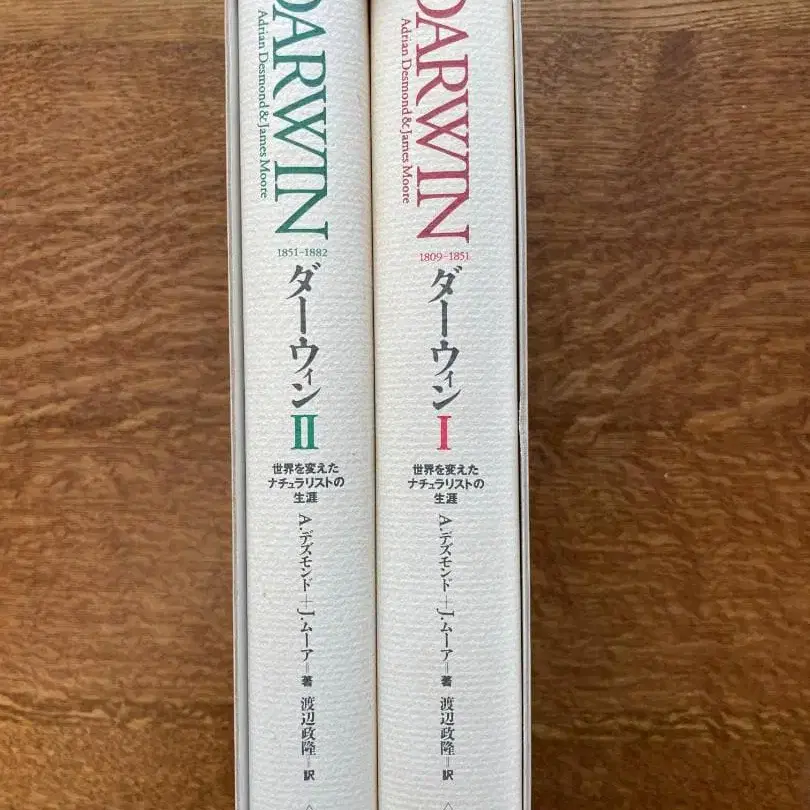 DARWIN
Adrian Desmond & James Moore
1851–1882
ダーウィン
II
世界を変えた
ナチュラリストの
生涯
A.デズモンド+J.ムーア=著
渡辺政隆=訳
DARWIN
Adrian Desmond & James Moore
1809–1851
ダーウィン
I
世界を変えた
ナチュラリストの
生涯
A.デズモンド+J.ムーア=著
渡辺政隆=訳